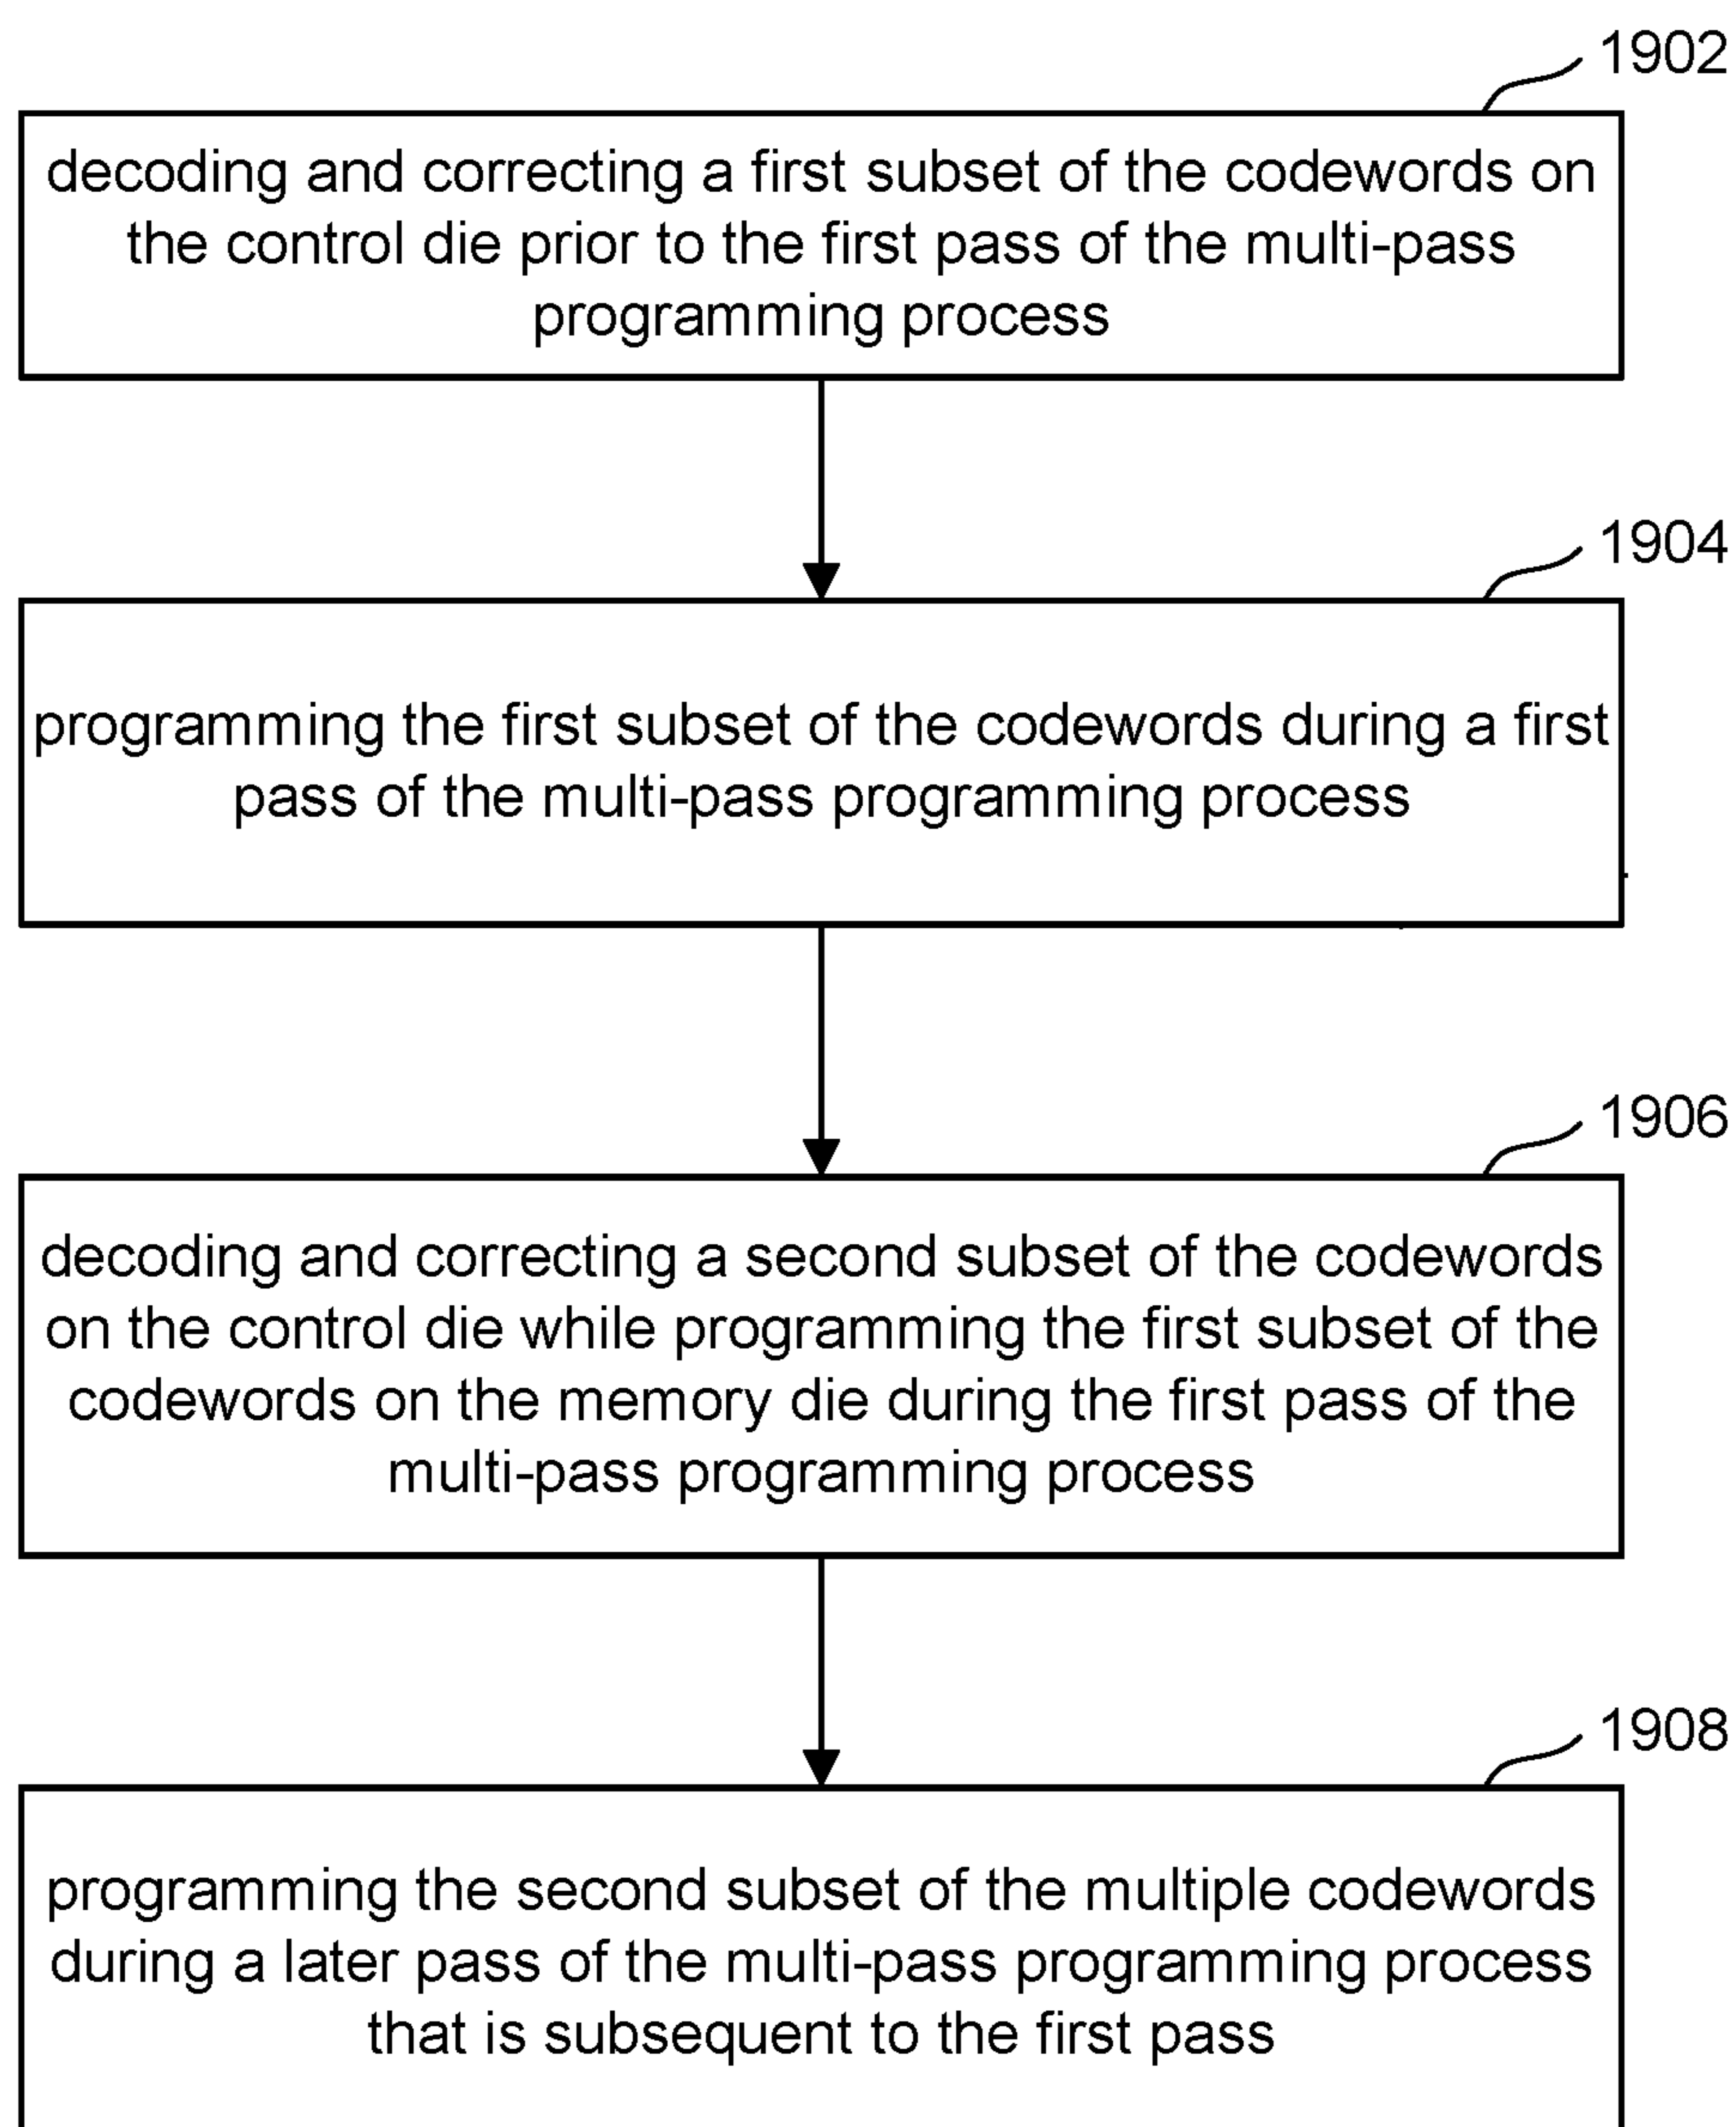 1902
decoding and correcting a first subset of the codewords on
the control die prior to the first pass of the multi-pass
programming process
1904
programming the first subset of the codewords during a first
pass of the multi-pass programming process
1906
decoding and correcting a second subset of the codewords
on the control die while programming the first subset of the
codewords on the memory die during the first pass of the
multi-pass programming process
1908
programming the second subset of the multiple codewords
during a later pass of the multi-pass programming process
that is subsequent to the first pass